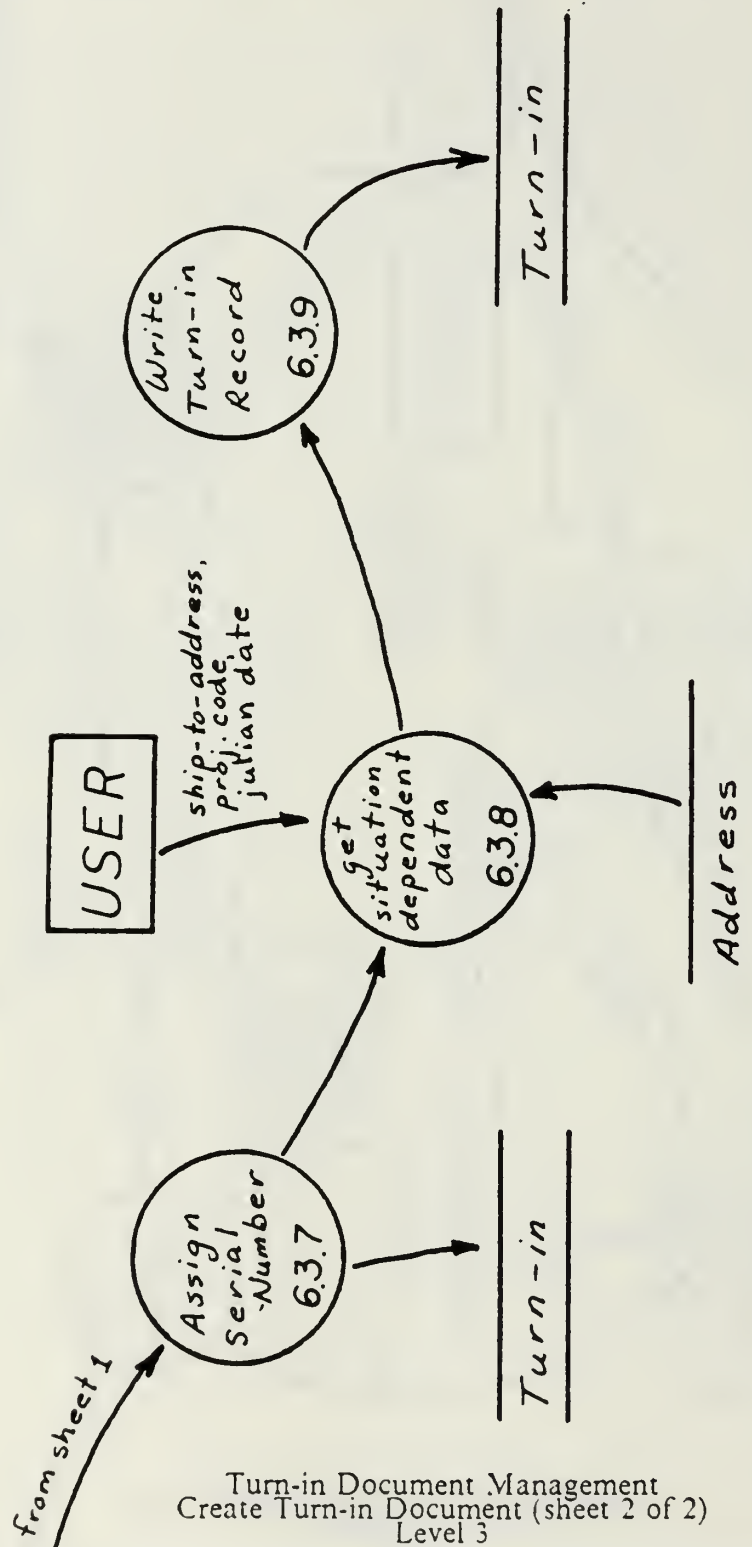 from sheet 1
Assign
serial
-Number
6.3.7
Turn-in
USER
ship-to-address,
proj. code,
julian date
get
situation
dependent
data
6.3.8
Address
Write
Turn-in
Record
6.3.9
Turn-in
Turn-in Document Management
Create Turn-in Document (sheet 2 of 2)
Level 3